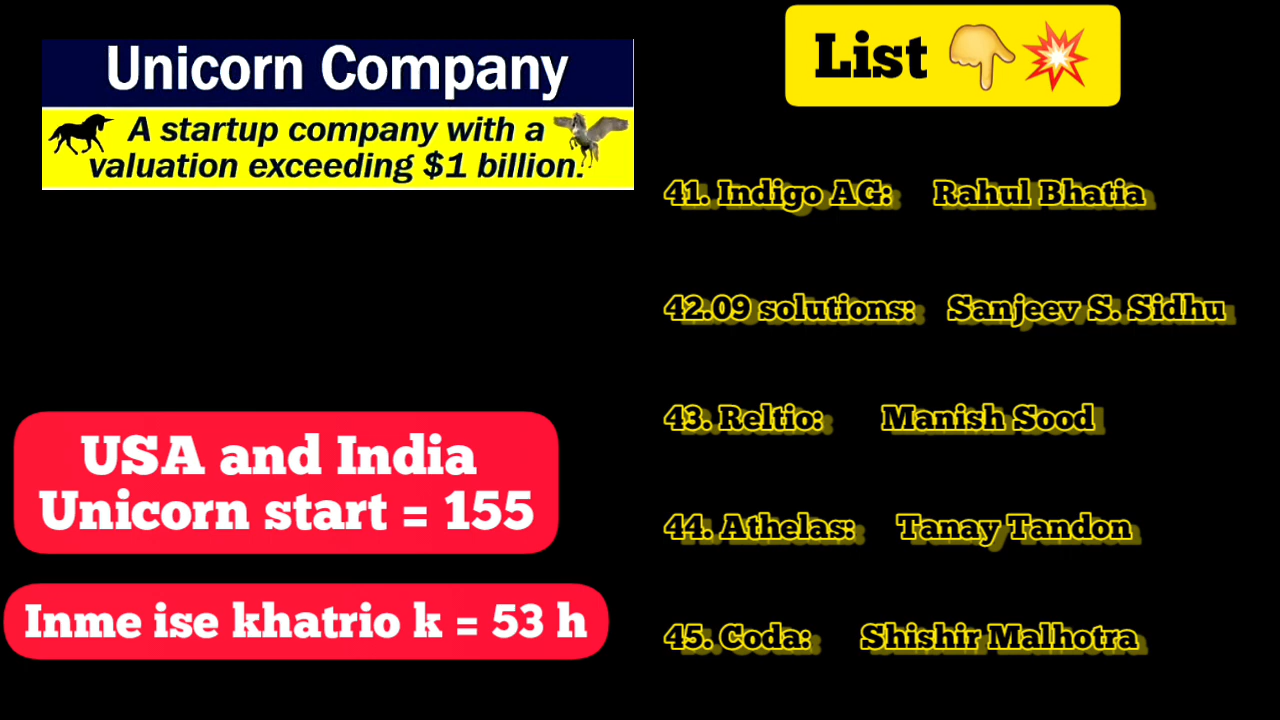 Unicorn Company
A startup company with a
valuation exceeding $1 billion.
USA and India
Unicorn start = 155
Inme ise khatrio k = 53 h
List 👇💥
41. Indigo AG: Rahul Bhatia
42.09 solutions: Sanjeev S. Sidhu
43. Reltio: Manish Sood
44. Athelas: Tanay Tandon
45. Coda: Shishir Malhotra